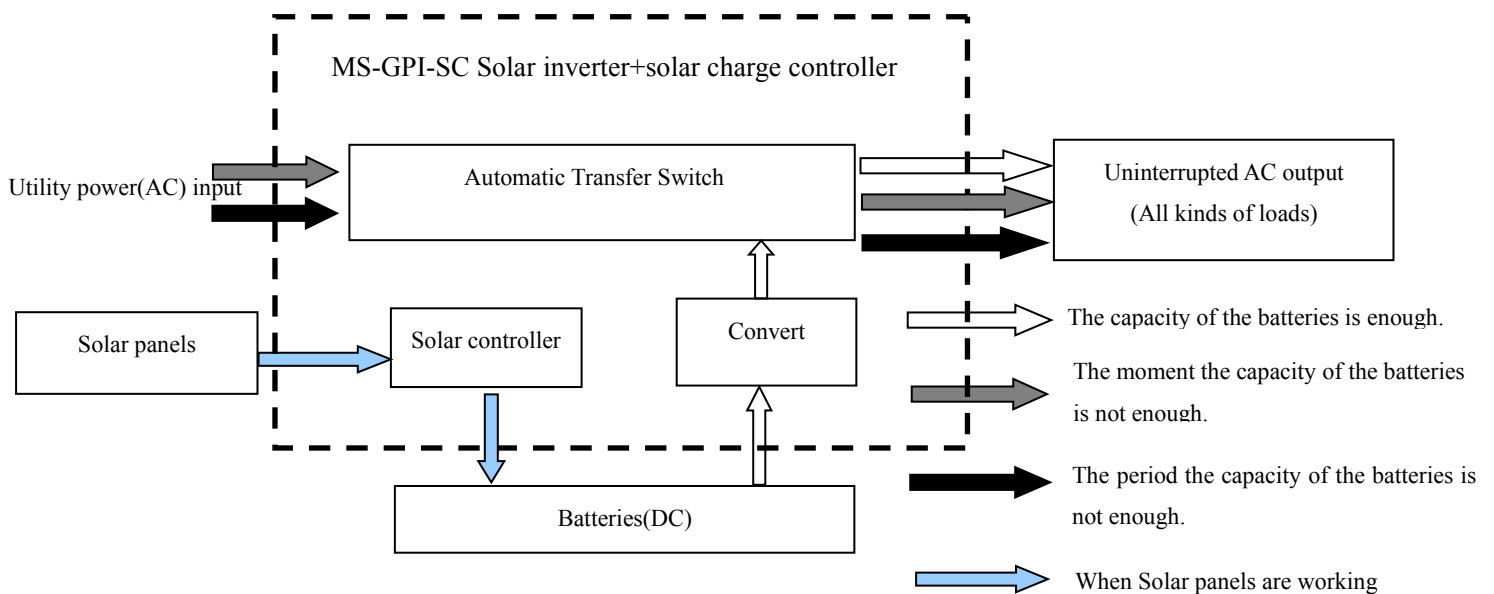 MS-GPI-SC Solar inverter+solar charge controller
Utility power(AC) input
Automatic Transfer Switch
Uninterrupted AC output
(All kinds of loads)
Solar panels
Solar controller
Convert
Batteries(DC)
The capacity of the batteries is enough.
The moment the capacity of the batteries
is not enough.
The period the capacity of the batteries is
not enough.
When Solar panels are working